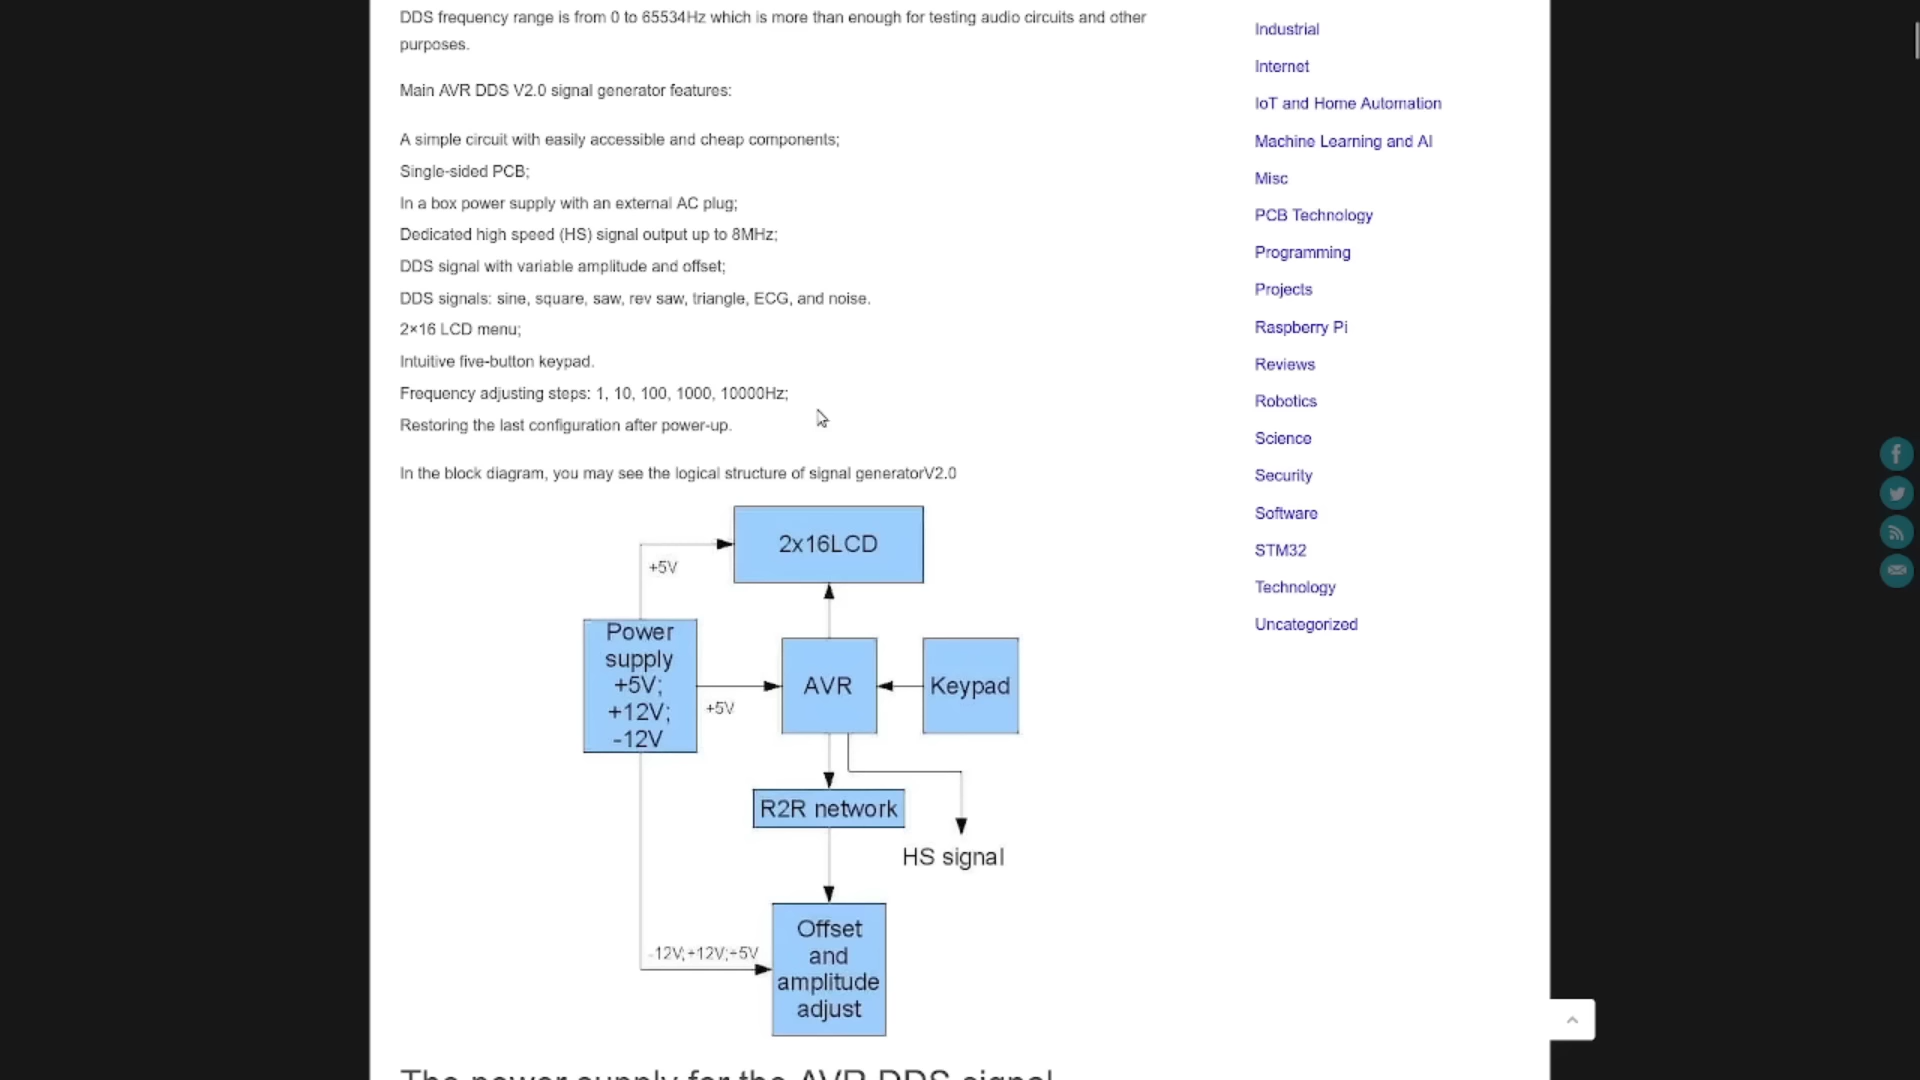 DDS frequency range is from 0 to 65534Hz which is more than enough for testing audio circuits and other
purposes.
Main AVR DDS V2.0 signal generator features:
A simple circuit with easily accessible and cheap components;
Single-sided PCB;
In a box power supply with an external AC plug;
Dedicated high speed (HS) signal output up to 8MHz;
DDS signal with variable amplitude and offset;
DDS signals: sine, square, saw, rev saw, triangle, ECG, and noise.
2×16 LCD menu;
Intuitive five-button keypad.
Frequency adjusting steps: 1, 10, 100, 1000, 10000Hz;
Restoring the last configuration after power-up.
In the block diagram, you may see the logical structure of signal generatorV2.0
2x16LCD
+5V
Power
supply
+5V;
+12V;
-12V
+5V
AVR
Keypad
R2R network
HS signal
-12V;+12V;+5V
Offset
and
amplitude
adjust
The power supply for the AVR DDS signal
Industrial
Internet
IoT and Home Automation
Machine Learning and AI
Misc
PCB Technology
Programming
Projects
Raspberry Pi
Reviews
Robotics
Science
Security
Software
STM32
Technology
Uncategorized